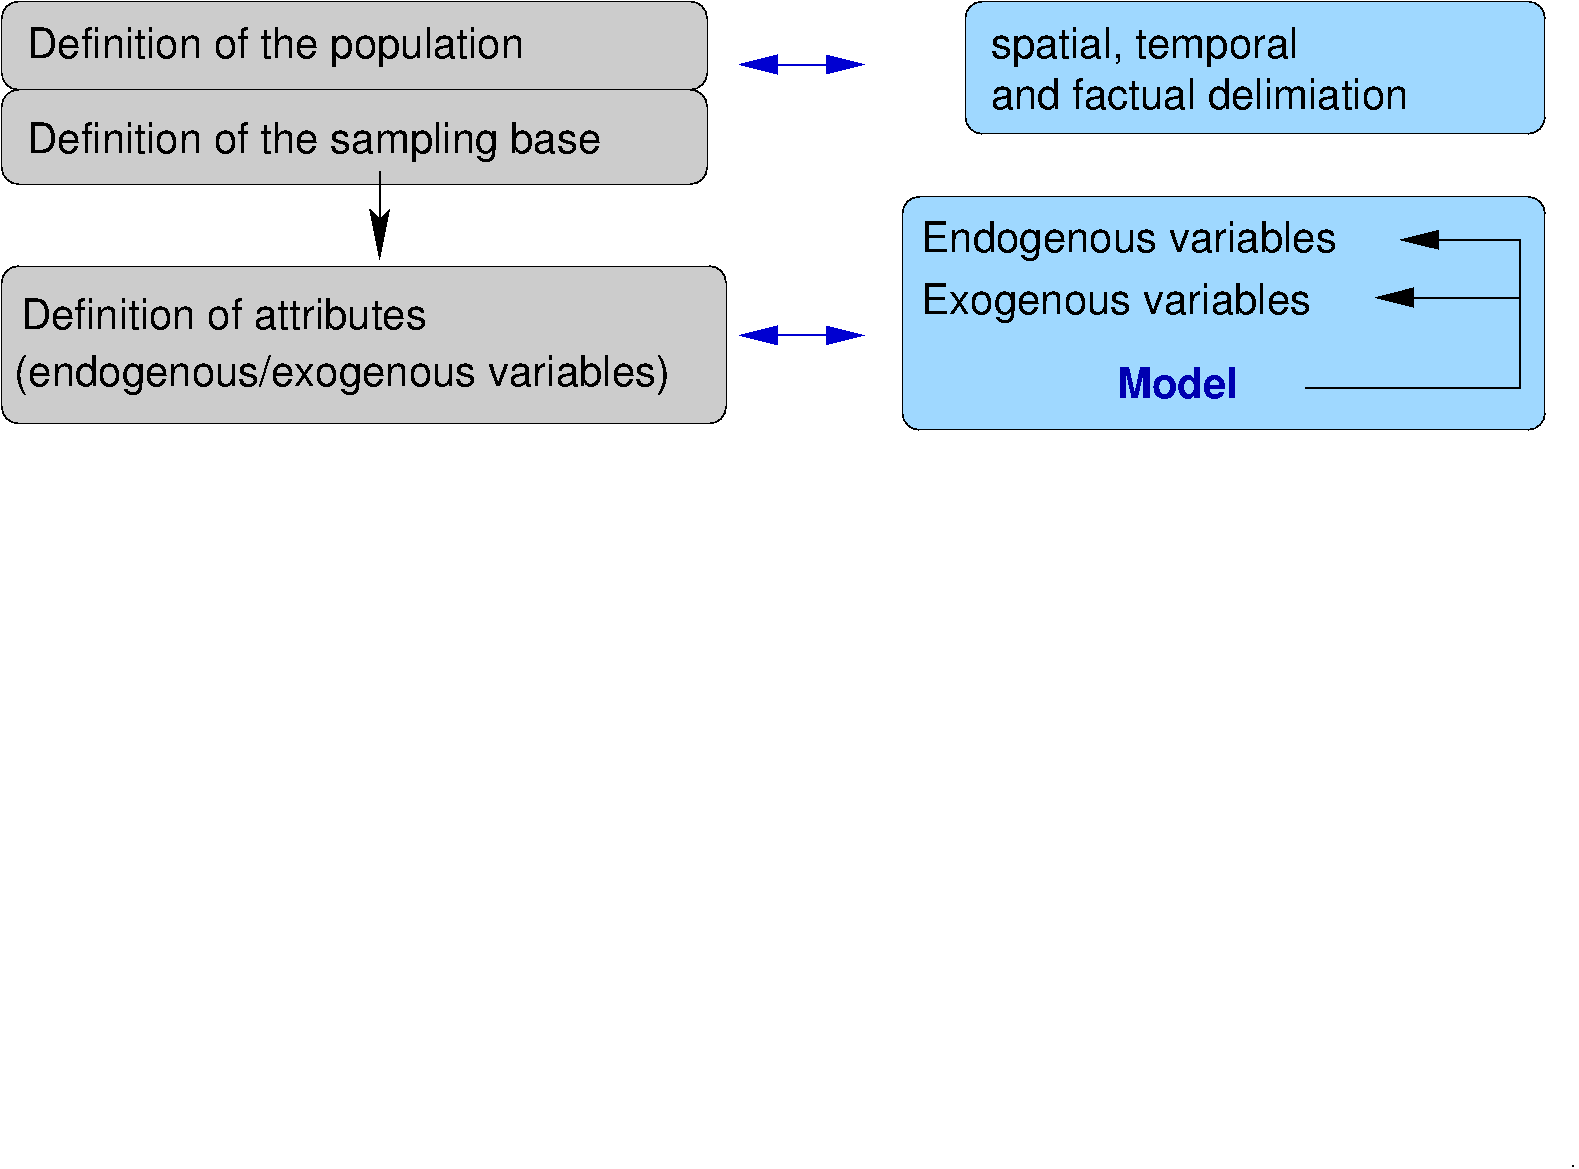 Definition of the population
spatial, temporal
and factual delimiation
Definition of the sampling base
Definition of attributes
(endogenous/exogenous variables)
Endogenous variables
Exogenous variables
Model